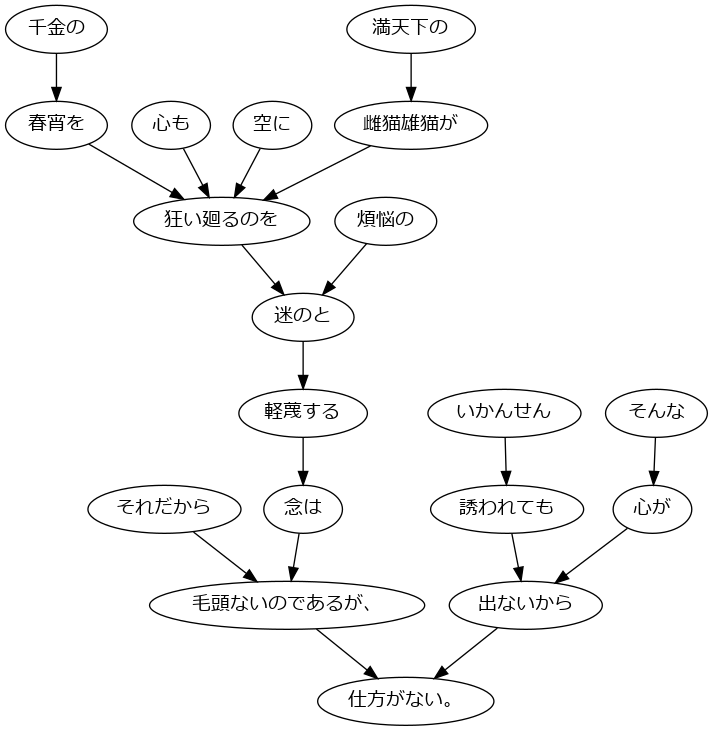 千金の
満天下の
春宵を
心も
空に
雌猫雄猫が
狂い廻るのを
煩悩の
迷のと
軽蔑する
いかんせん
そんな
それだから
念は
誘われても
心が
毛頭ないのであるが、
出ないから
仕方がない。